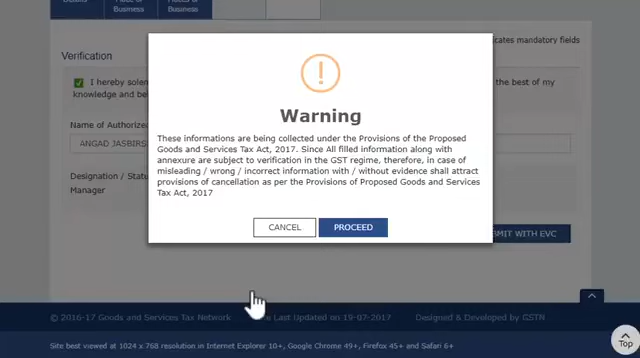 Business
Business
icates mandatory fields
Verification
I hereby solem
the best of my
knowledge and bel
Name of Authorize
ANGAD JASBIRS
Designation / Statu
Manager
Warning
These informations are being collected under the Provisions of the Proposed
Goods and Services Tax Act, 2017. Since All filled information along with
annexure are subject to verification in the GST regime, therefore, in case of
misleading / wrong / incorrect information with / without evidence shall attract
provisions of cancellation as per the Provisions of Proposed Goods and Services
Tax Act, 2017
CANCEL
PROCEED
MIT WITH EVC
© 2016-17 Goods and Services Tax Network
Last Updated on 19-07-2017
Designed & Developed by GSTN
Top
Site best viewed at 1024 x 768 resolution in Internet Explorer 10+, Google Chrome 49+, Firefox 45+ and Safari 6+